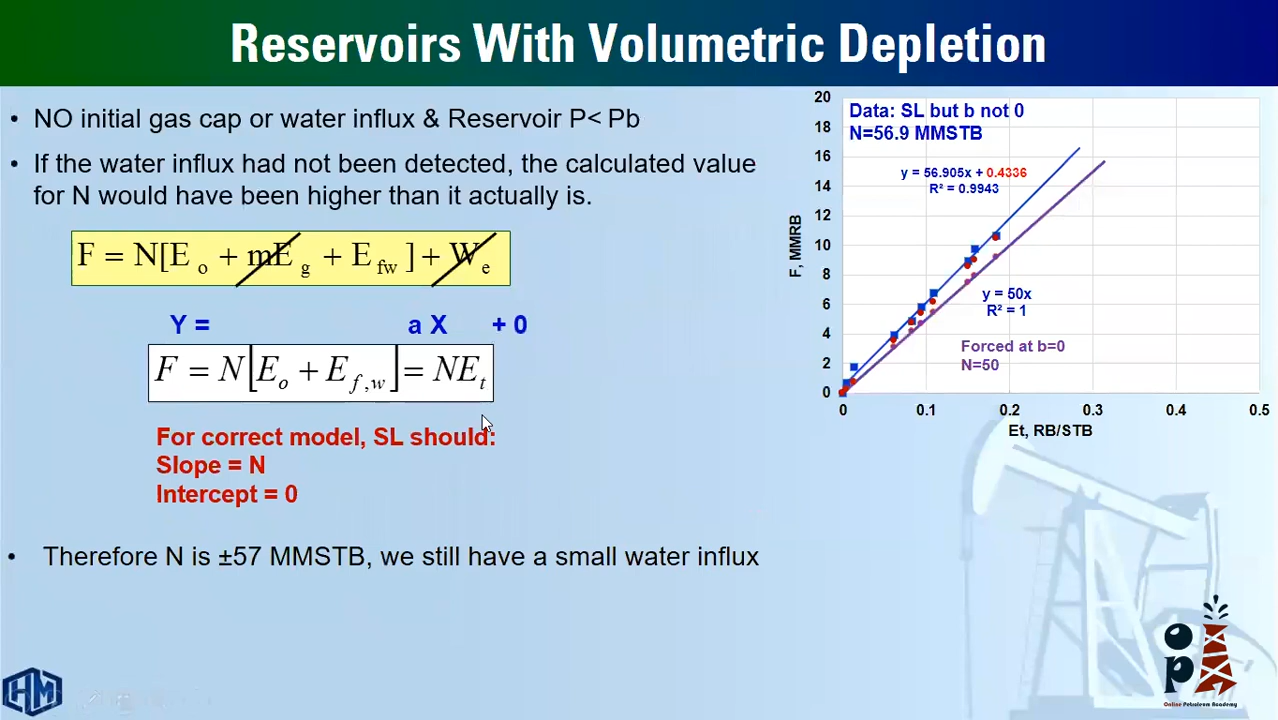 Reservoirs With Volumetric Depletion
• NO initial gas cap or water influx & Reservoir P< Pb
• If the water influx had not been detected, the calculated value
for N would have been higher than it actually is.
F = N[E o + mE g + E fw ] + W e
Y = a X + 0
F = N[E o + E f,w ] = NE t
For correct model, SL should:
Slope = N
Intercept = 0
• Therefore N is ±57 MMSTB, we still have a small water influx
Data: SL but b not 0
N=56.9 MMSTB
y = 56.905x + 0.4336
R² = 0.9943
y = 50x
R² = 1
Forced at b=0
N=50
F, MMRB
20
18
16
14
12
10
8
6
4
2
0
0 0.1 0.2 0.3 0.4 0.5
Et, RB/STB
HM
op
Online Petroleum Academy